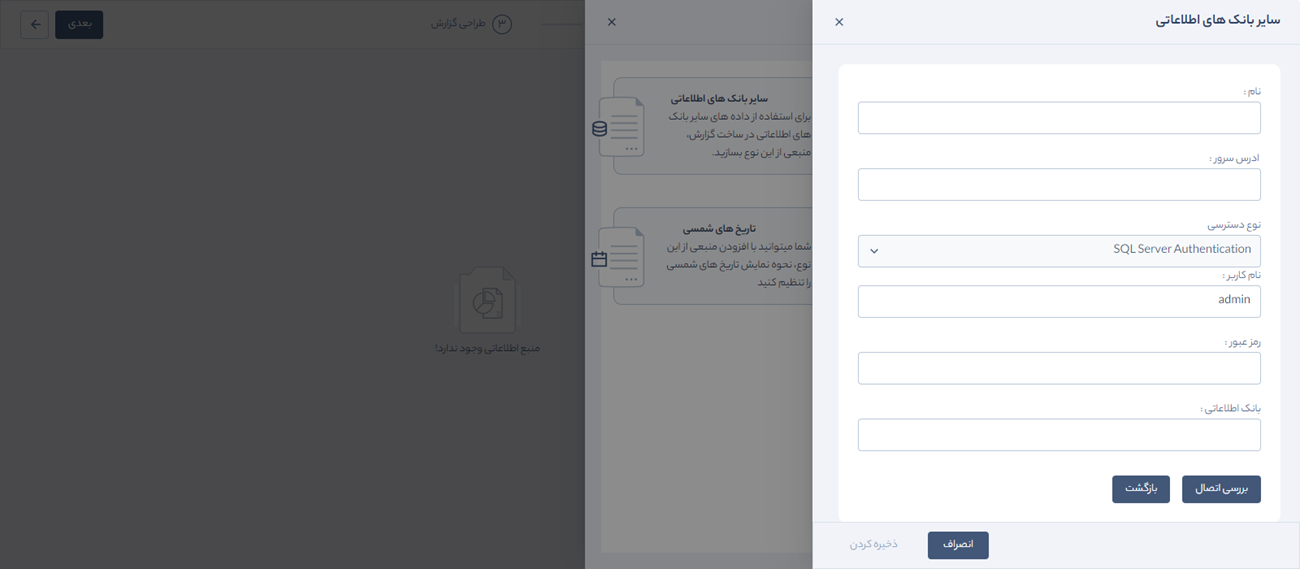 سایر بانک های اطلاعاتی
نام :
ادرس سرور :
نوع دسترسی
SQL Server Authentication
نام کاربر :
admin
رمز عبور :
بانک اطلاعاتی :
بررسی اتصال
بازگشت
انصراف
ذخیره کردن
سایر بانک های اطلاعاتی
برای استفاده از داده های سایر بانک
های اطلاعاتی در ساخت گزارش،
منبعی از این نوع بسازید.
تاریخ های شمسی
شما میتوانید با افزودن منبعی از این
نوع، نحوه نمایش تاریخ های شمسی
را تنظیم کنید
۳ طراحی گزارش
بعدی
منبع اطلاعاتی وجود ندارد!